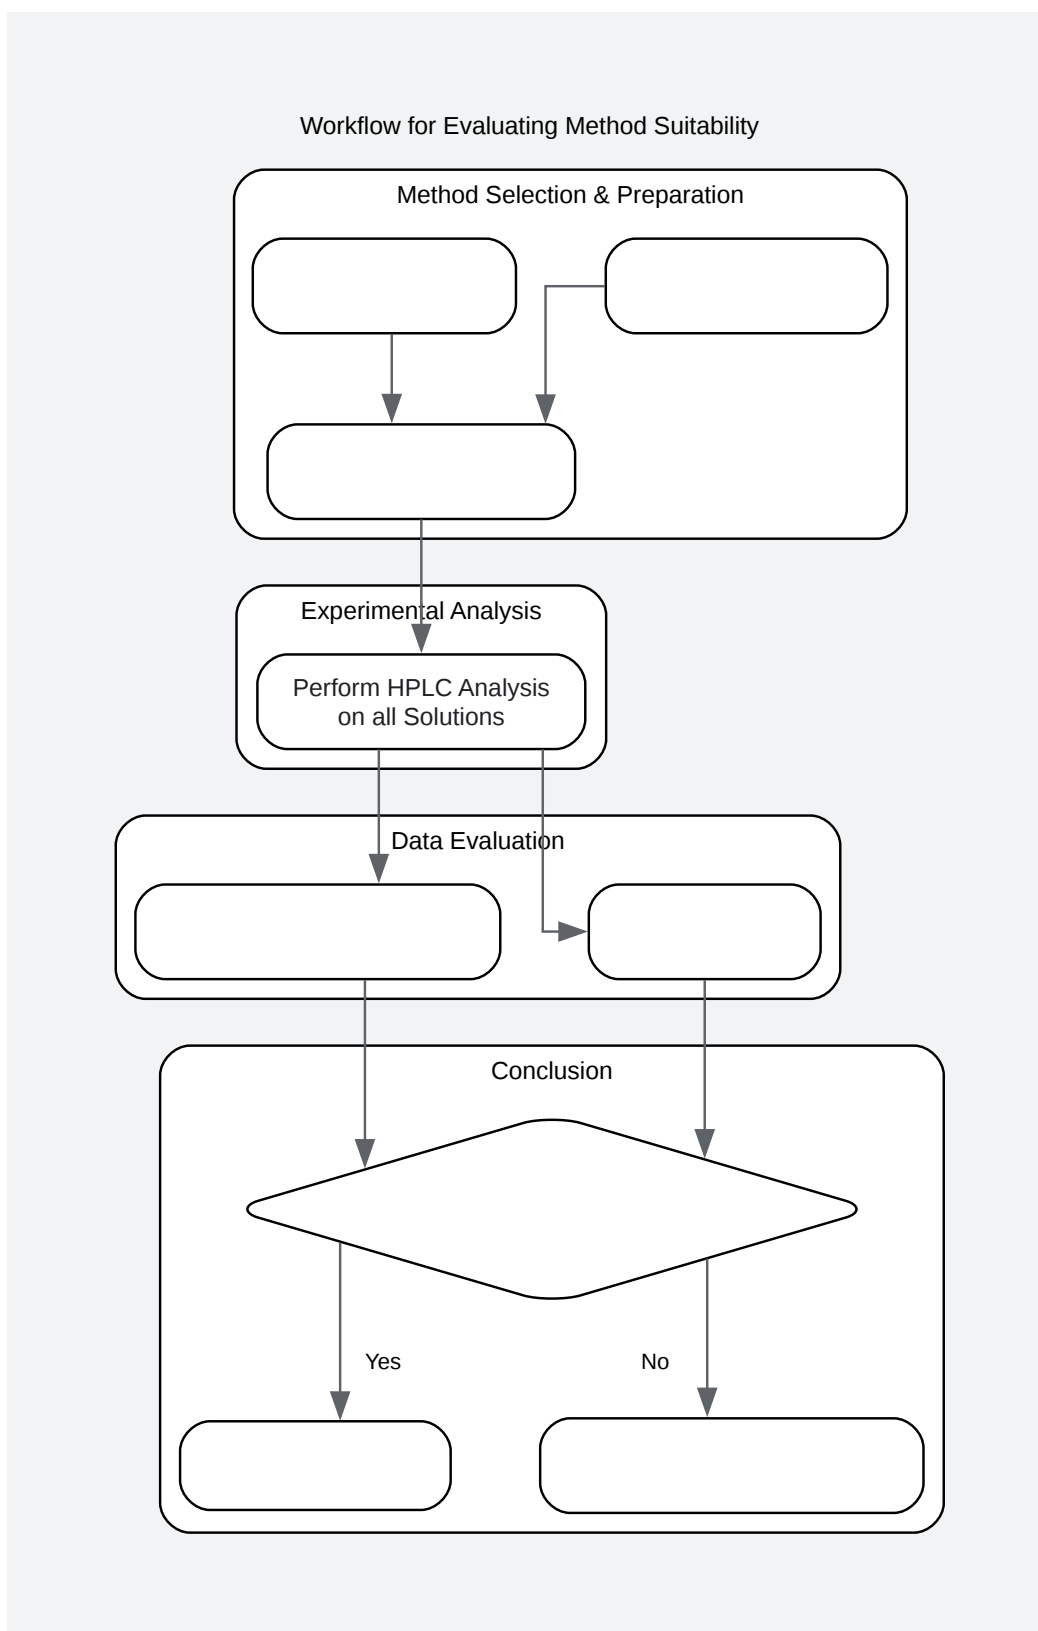 Workflow for Evaluating Method Suitability
Method Selection & Preparation
Experimental Analysis
Perform HPLC Analysis
on all Solutions
Data Evaluation
Conclusion
Yes
No